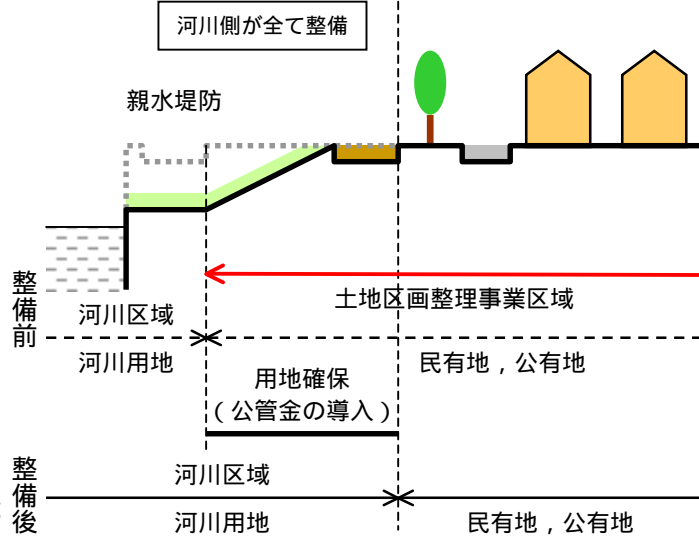 河川側が全て整備
親水堤防
土地区画整理事業区域
整備前
河川区域
河川用地
民有地，公有地
用地確保
（公管金の導入）
整備後
河川区域
河川用地
民有地，公有地